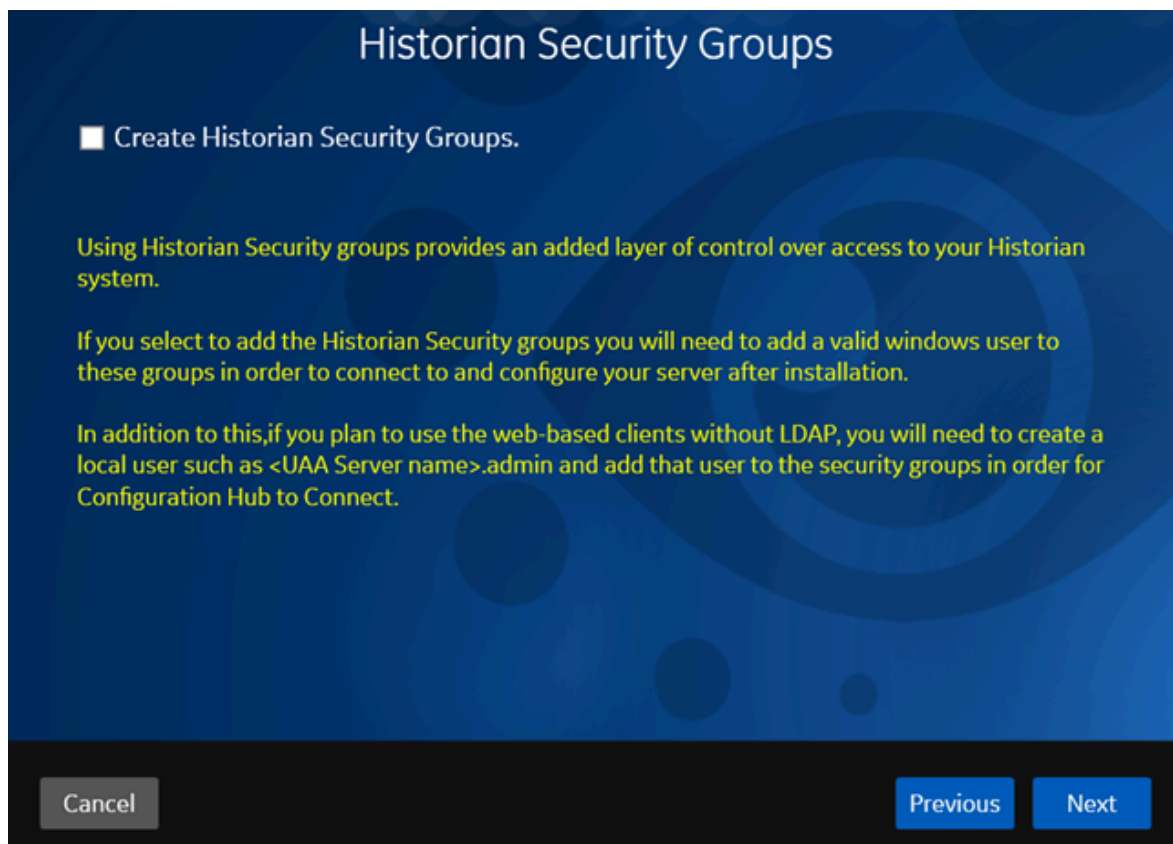 Historian Security Groups
Create Historian Security Groups.
Using Historian Security groups provides an added layer of control over access to your Historian
system.
If you select to add the Historian Security groups you will need to add a valid windows user to
these groups in order to connect to and configure your server after installation.
In addition to this,if you plan to use the web-based clients without LDAP, you will need to create a
local user such as <UAA Server name>.admin and add that user to the security groups in order for
Configuration Hub to Connect.
Cancel
Previous
Next